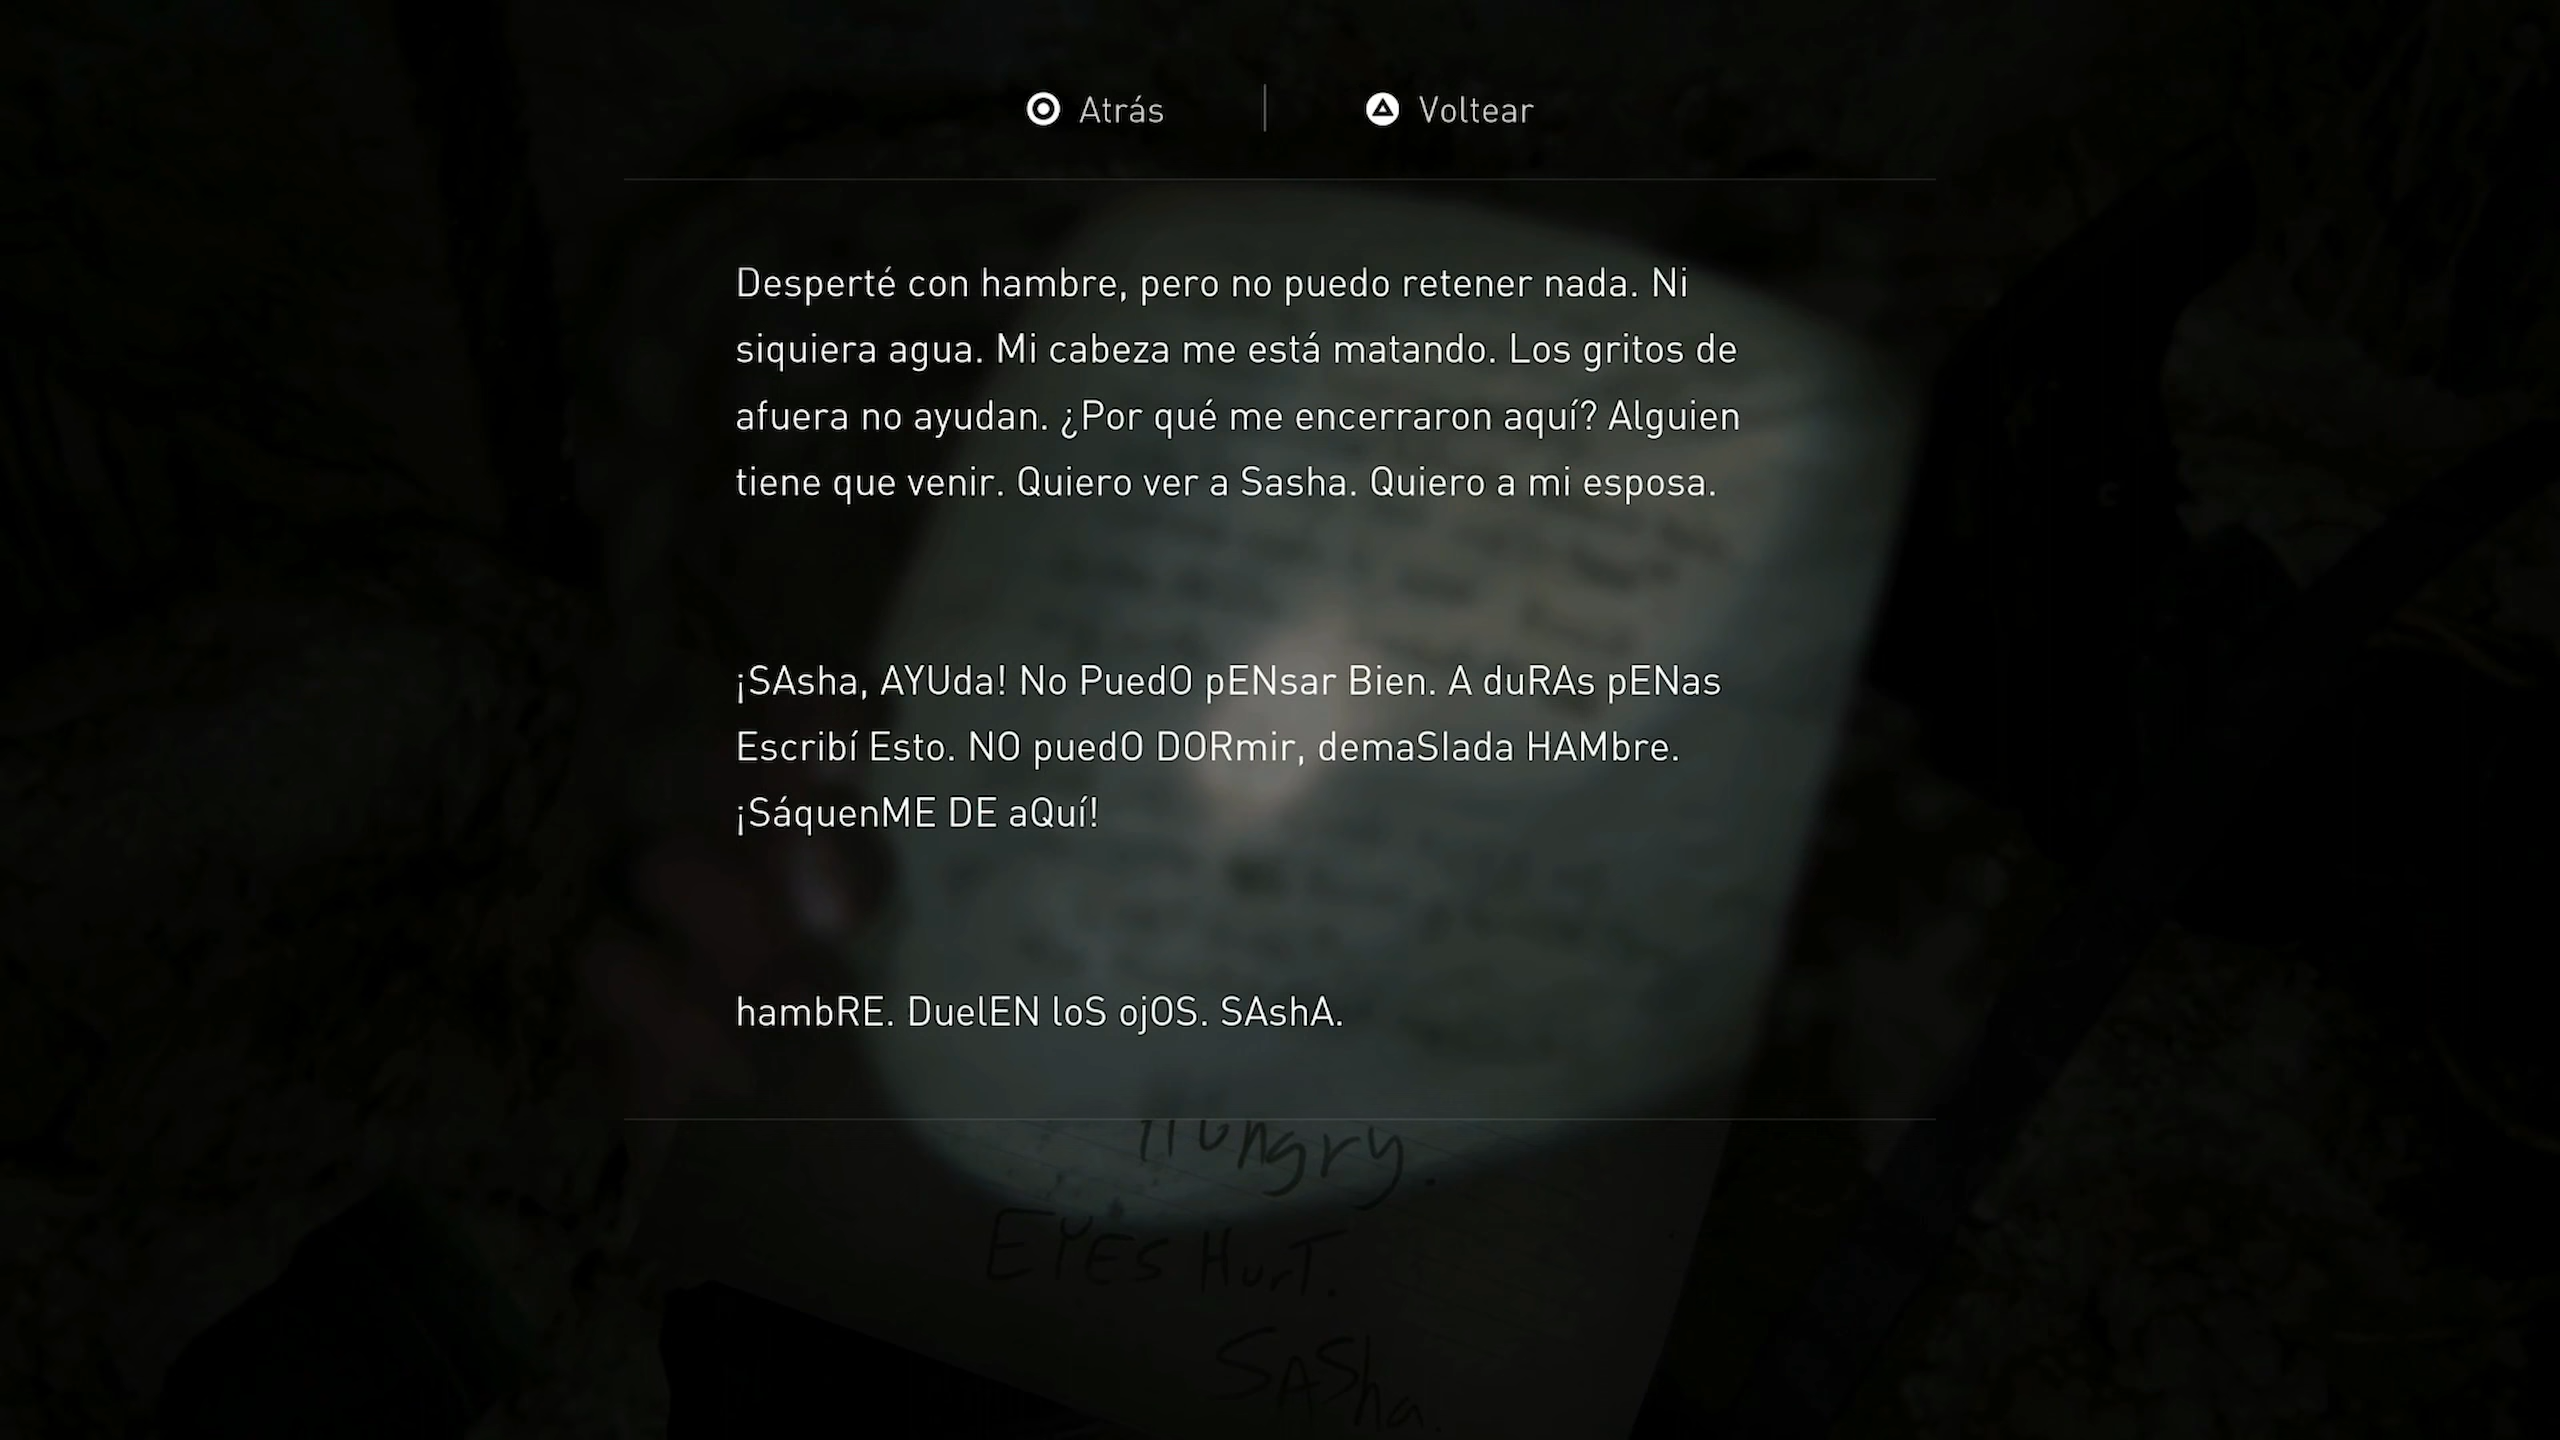 Atrás | Voltear
Desperté con hambre, pero no puedo retener nada. Ni
siquiera agua. Mi cabeza me está matando. Los gritos de
afuera no ayudan. ¿Por qué me encerraron aquí? Alguien
tiene que venir. Quiero ver a Sasha. Quiero a mi esposa.
¡SAsha, AYUda! No PuedO pENsar Bien. A duRAs pENas
Escribí Esto. NO puedO DORmir, demaSIada HAMbre.
¡SáquenME DE aQuí!
hambRE. DuelEN loS ojOS. SAshA.
Hungry.
EYEs HurT.
SASha.